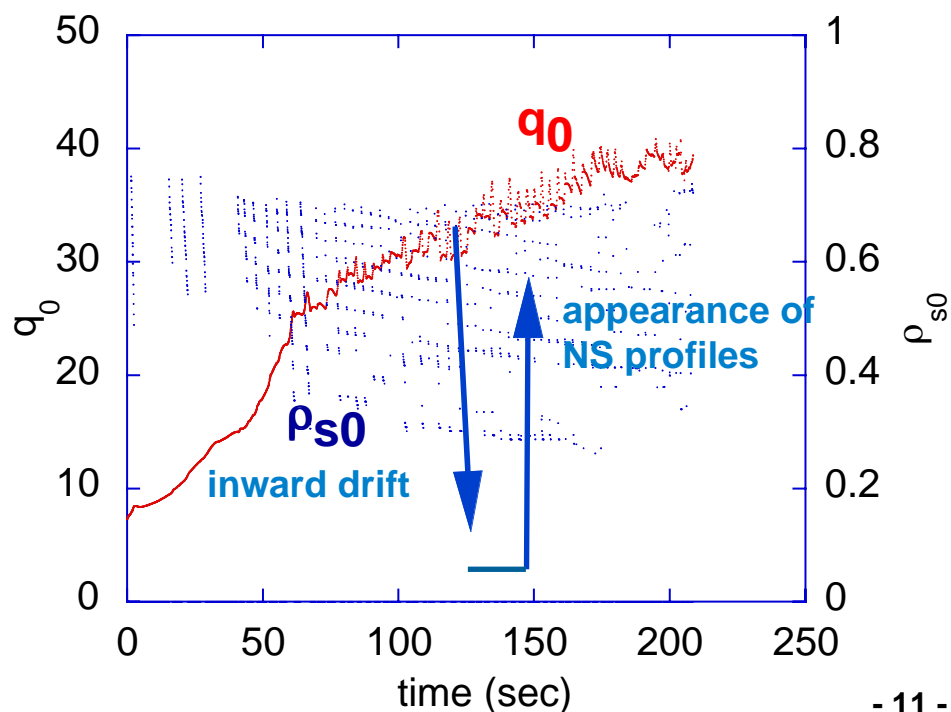 50
40
30
20
10
0
q0
1
0.8
0.6
0.4
0.2
0
ρs0
q0
appearance of
NS profiles
ρs0
inward drift
0
50
100
150
200
250
time (sec)
- 11 -